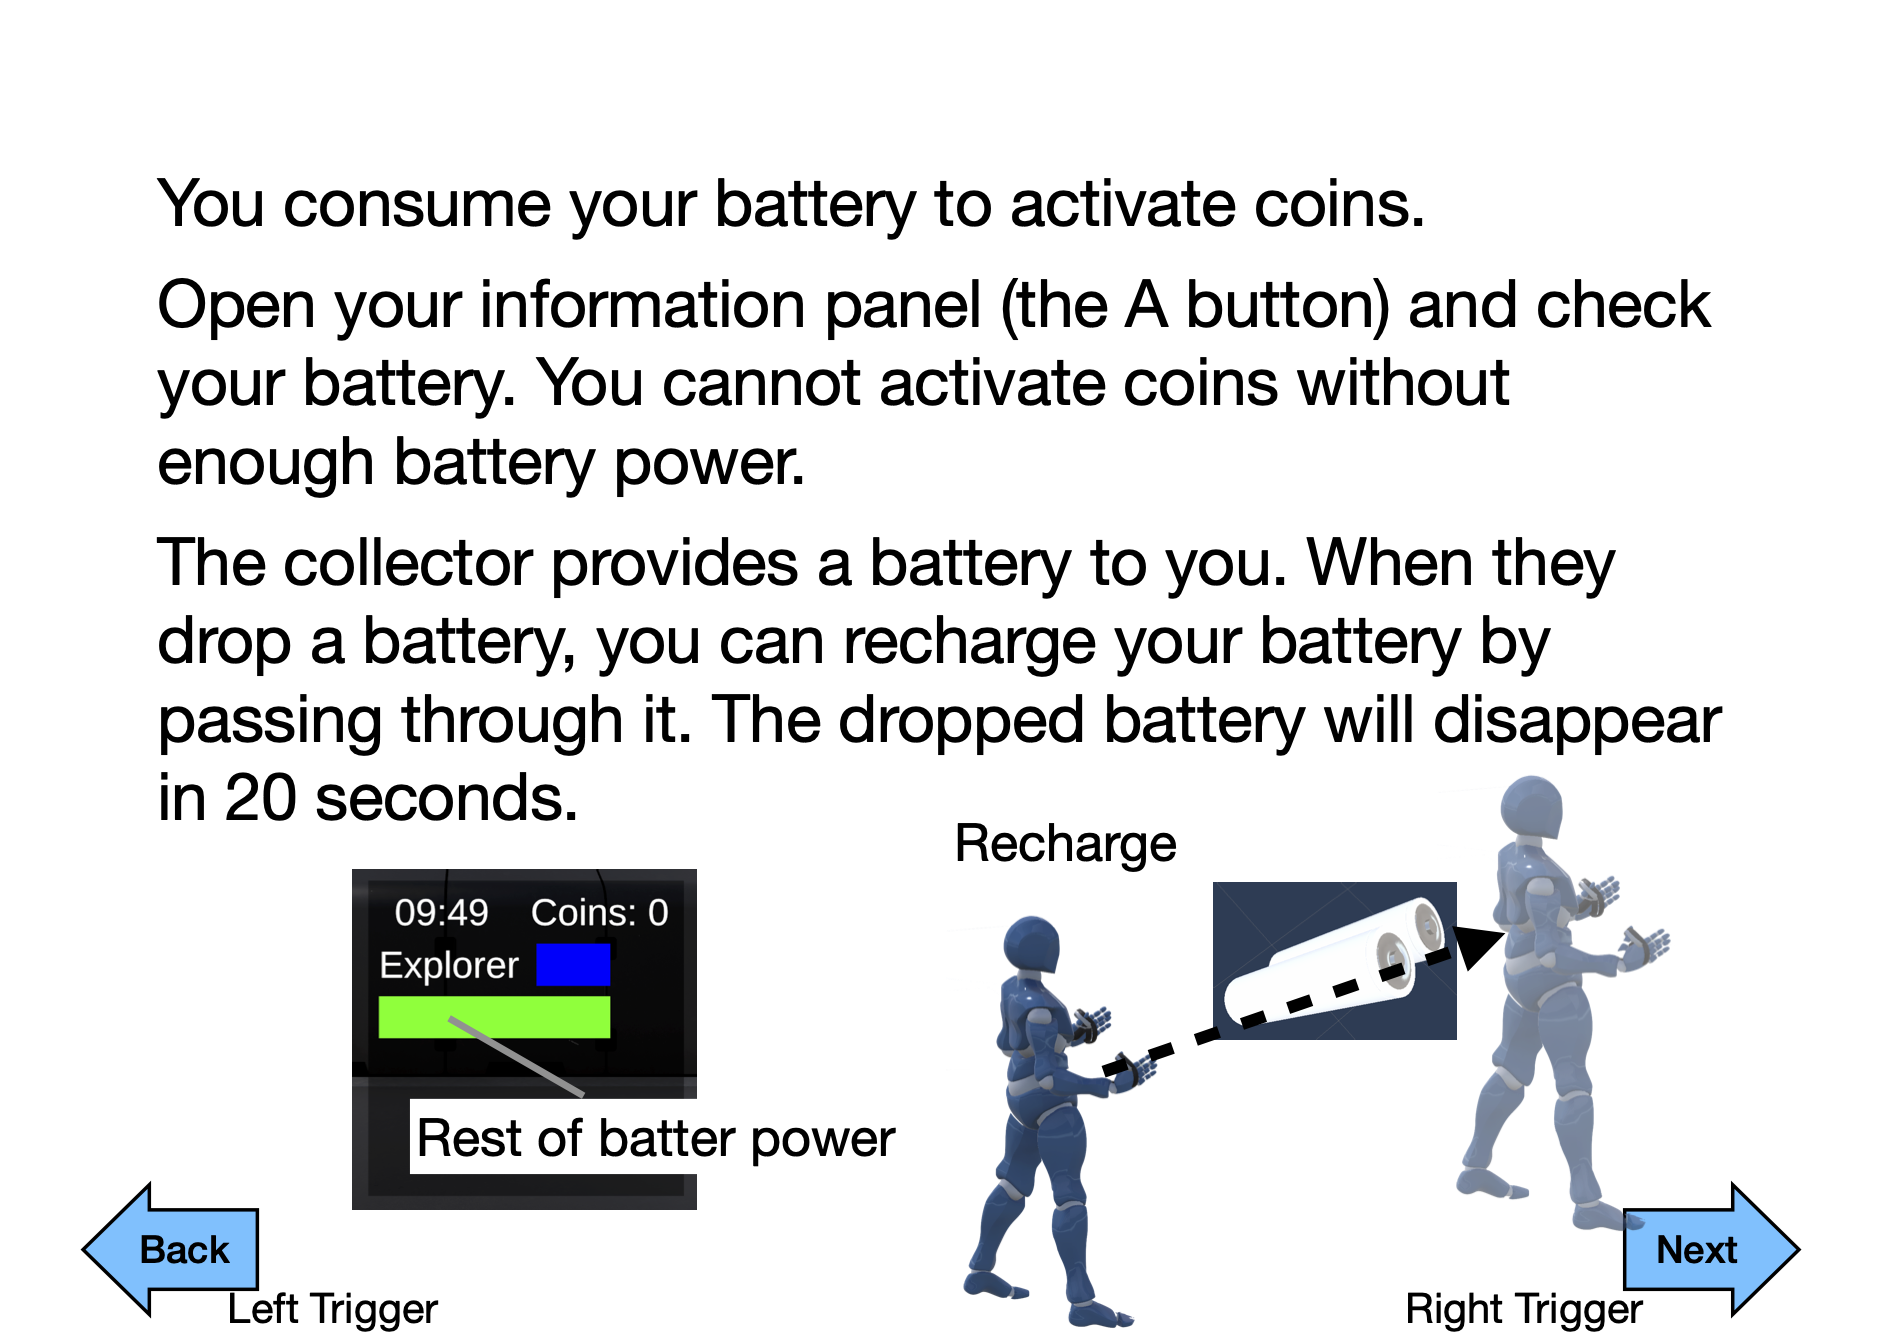 You consume your battery to activate coins.
Open your information panel (the A button) and check
your battery. You cannot activate coins without
enough battery power.
The collector provides a battery to you. When they
drop a battery, you can recharge your battery by
passing through it. The dropped battery will disappear
in 20 seconds.
Recharge
09:49 Coins: 0
Explorer
Rest of batter power
Back
Next
Left Trigger
Right Trigger